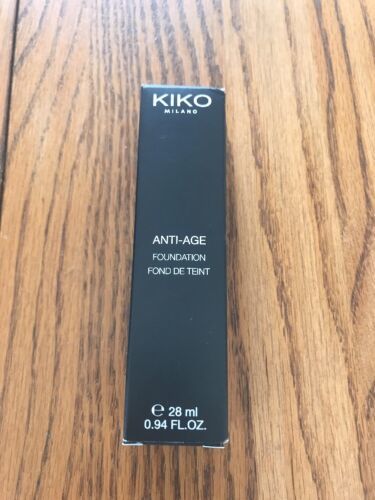 KIKO
MILANO
ANTI-AGE
FOUNDATION
FOND DE TEINT
℮ 28 ml
0.94 FL.OZ.